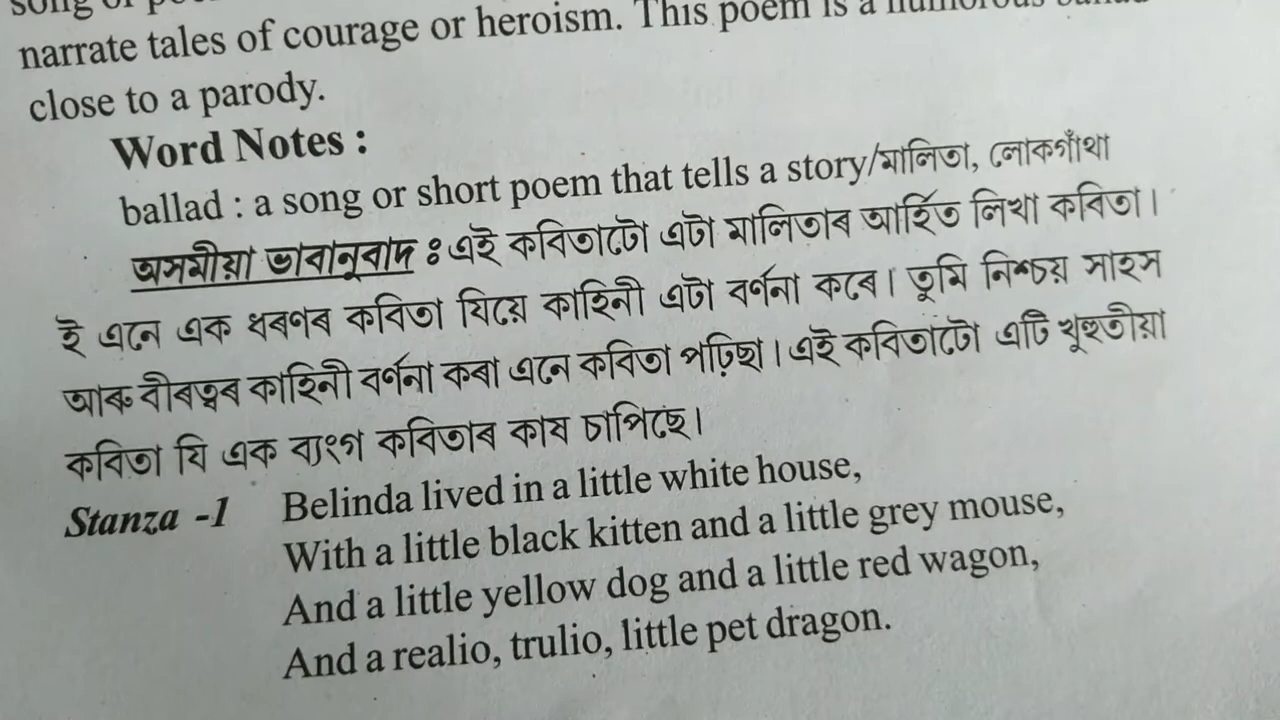 song or
narrate tales of courage or heroism. This poem is a humorous ballad
close to a parody.
Word Notes :
ballad : a song or short poem that tells a story/মালিতা, লোকগাঁথা
অসমীয়া ভাবানুবাদ ঃ এই কবিতাটো এটা মালিতাৰ আৰ্হিত লিখা কবিতা।
ই এনে এক ধৰণৰ কবিতা যিয়ে কাহিনী এটা বৰ্ণনা কৰে। তুমি নিশ্চয় সাহস
আৰু বীৰত্বৰ কাহিনী বৰ্ণনা কৰা এনে কবিতা পঢ়িছা। এই কবিতাটো এটি খুহুতীয়া
কবিতা যি এক ব্যংগ কবিতাৰ কাষ চাপিছে।
Stanza -1 Belinda lived in a little white house,
With a little black kitten and a little grey mouse,
And a little yellow dog and a little red wagon,
And a realio, trulio, little pet dragon.